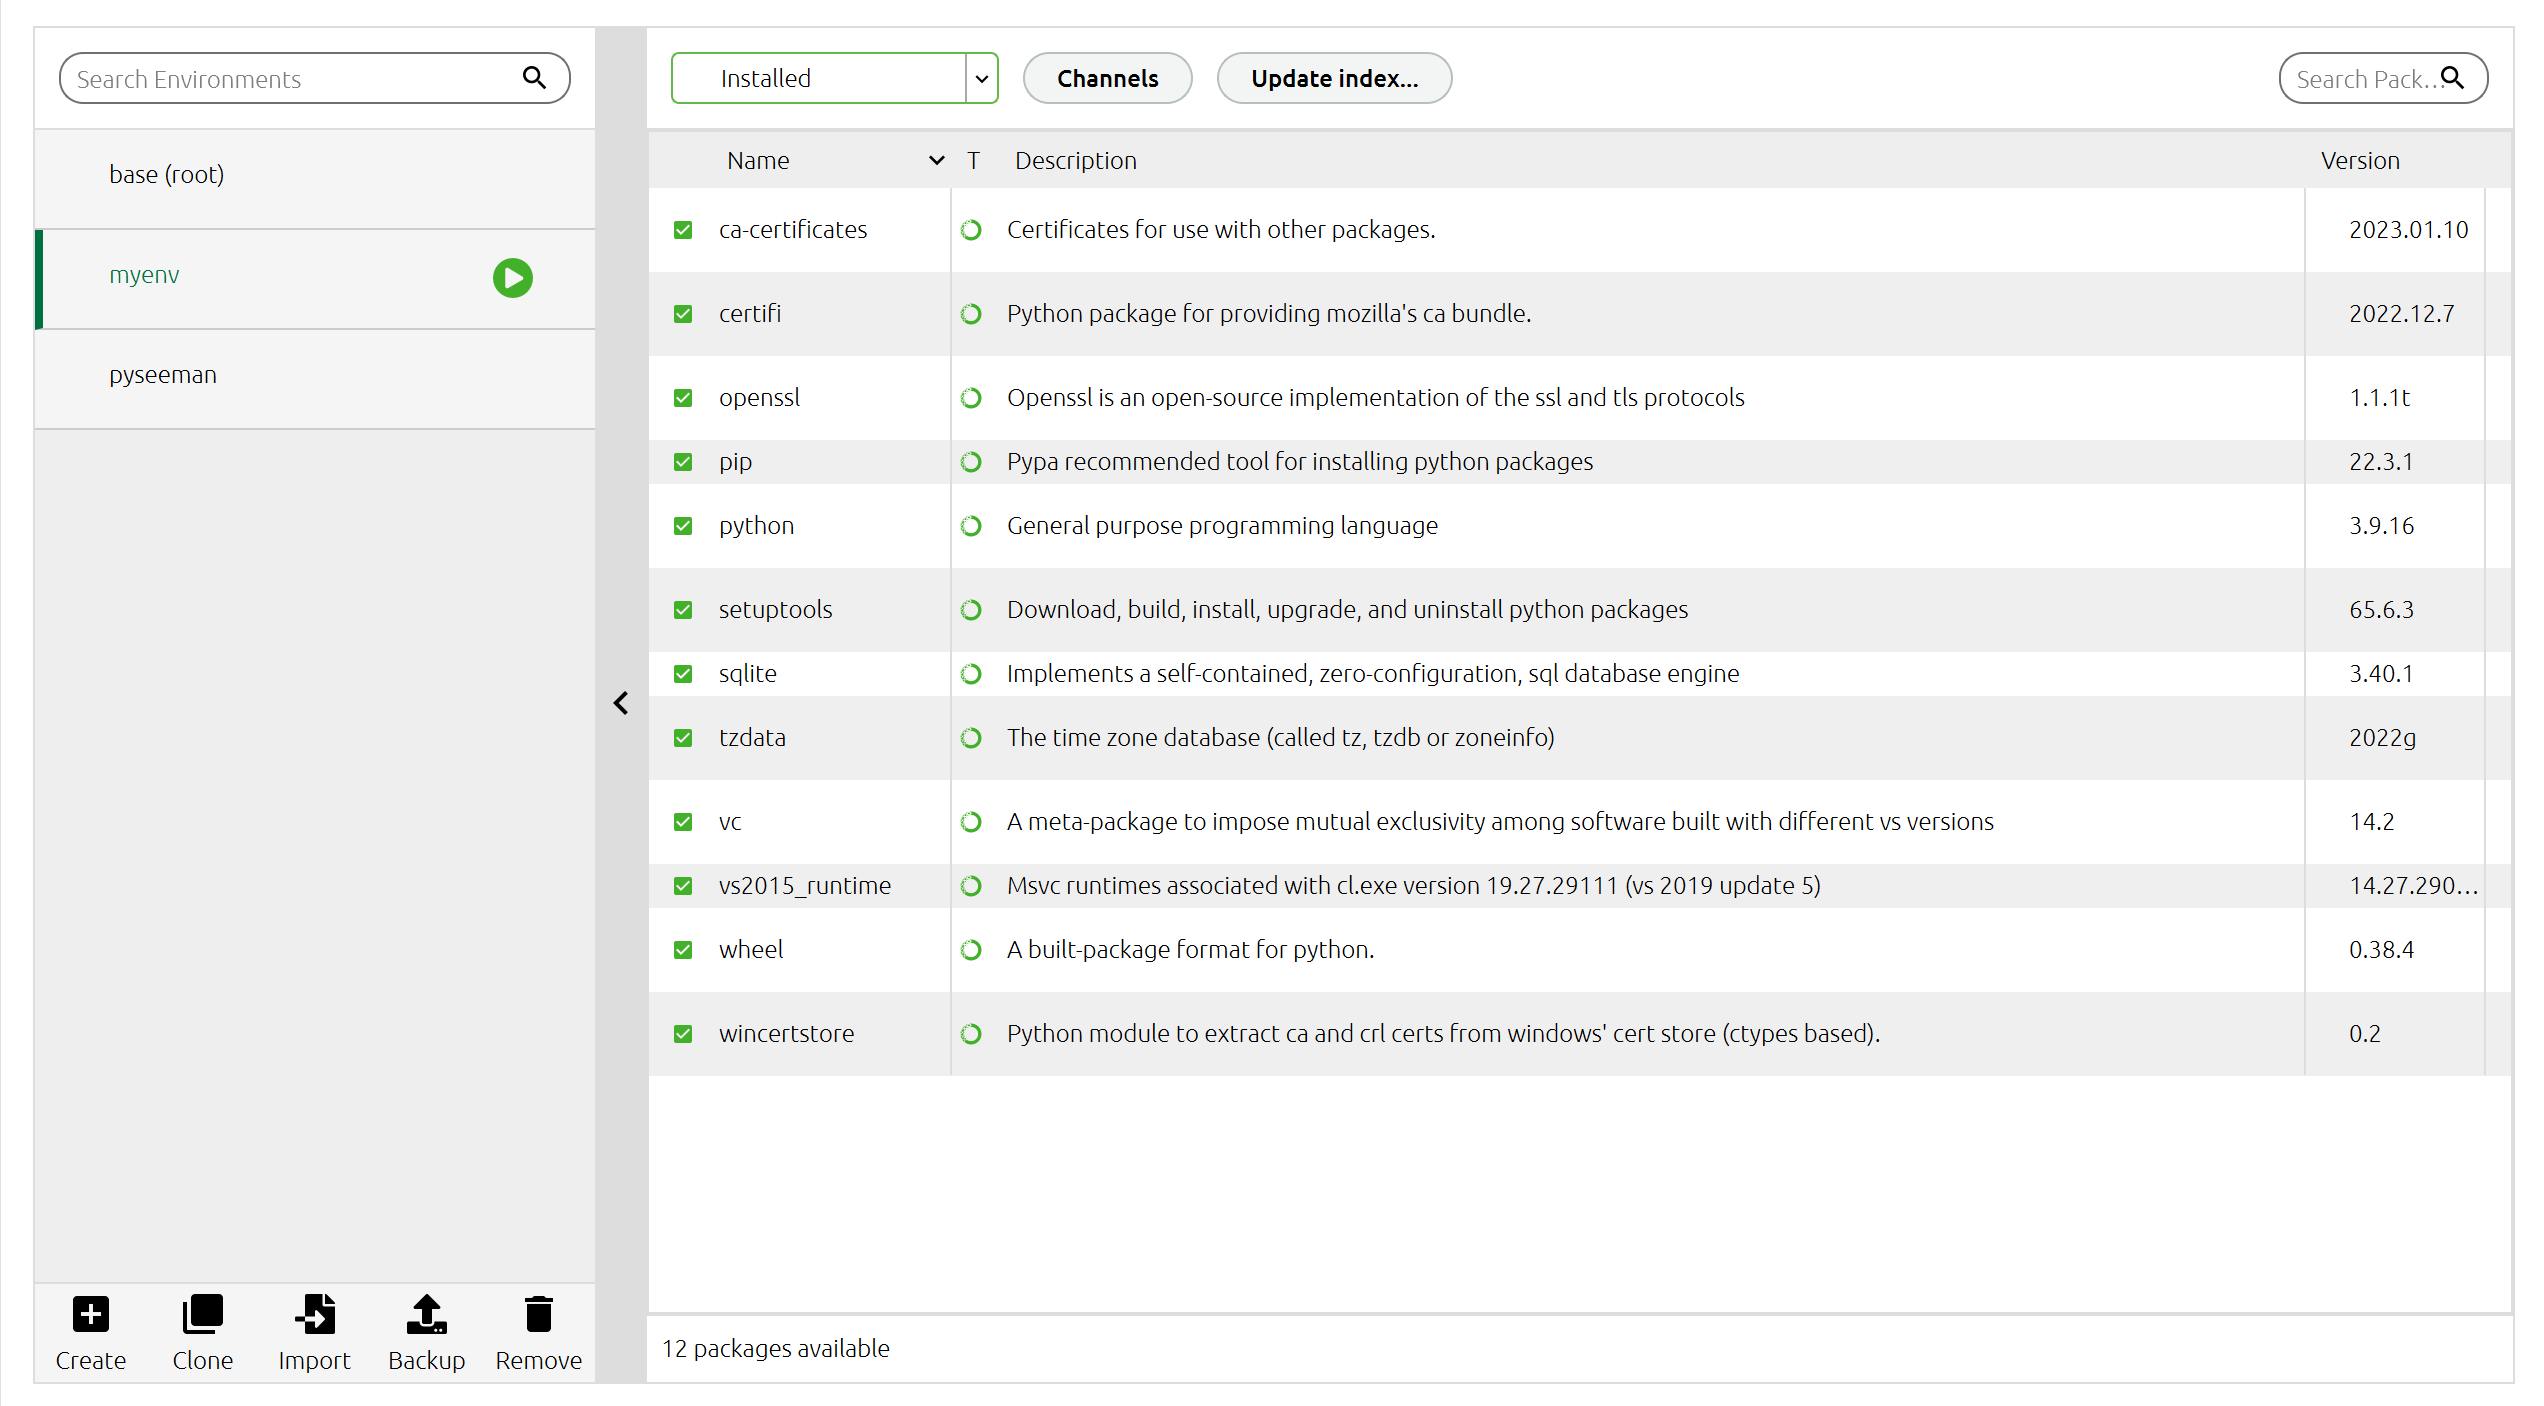 Search Environments
Installed
Channels
Update index...
Search Pack...
base (root)
myenv
pyseeman
Name T Description Version
ca-certificates Certificates for use with other packages. 2023.01.10
certifi Python package for providing mozilla's ca bundle. 2022.12.7
openssl Openssl is an open-source implementation of the ssl and tls protocols 1.1.1t
pip Pypa recommended tool for installing python packages 22.3.1
python General purpose programming language 3.9.16
setuptools Download, build, install, upgrade, and uninstall python packages 65.6.3
sqlite Implements a self-contained, zero-configuration, sql database engine 3.40.1
tzdata The time zone database (called tz, tzdb or zoneinfo) 2022g
vc A meta-package to impose mutual exclusivity among software built with different vs versions 14.2
vs2015_runtime Msvc runtimes associated with cl.exe version 19.27.29111 (vs 2019 update 5) 14.27.290...
wheel A built-package format for python. 0.38.4
wincertstore Python module to extract ca and crl certs from windows' cert store (ctypes based). 0.2
Create Clone Import Backup Remove
12 packages available